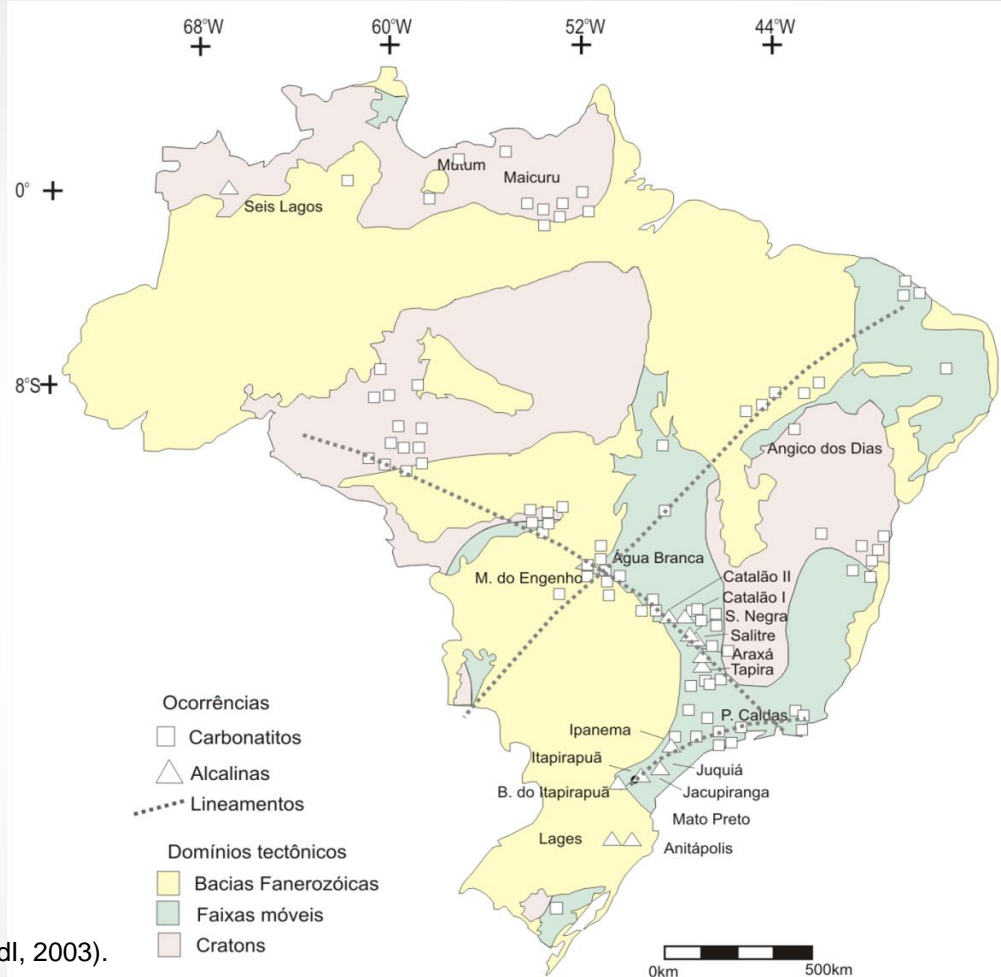 68°W 60°W 52°W 44°W
0°
8°S
Mutum
Maicuru
Seis Lagos
Angico dos Dias
Água Branca
M. do Engenho
Catalão II
Catalão I
S. Negra
Salitre
Araxá
Tapira
P. Caldas
Ipanema
Itapirapuã
B. do Itapirapuã
Juquiá
Jacupiranga
Mato Preto
Lages
Anitápolis
Ocorrências
Carbonatitos
Alcalinas
Lineamentos
Domínios tectônicos
Bacias Fanerozóicas
Faixas móveis
Cratons
dl, 2003).
0km 500km